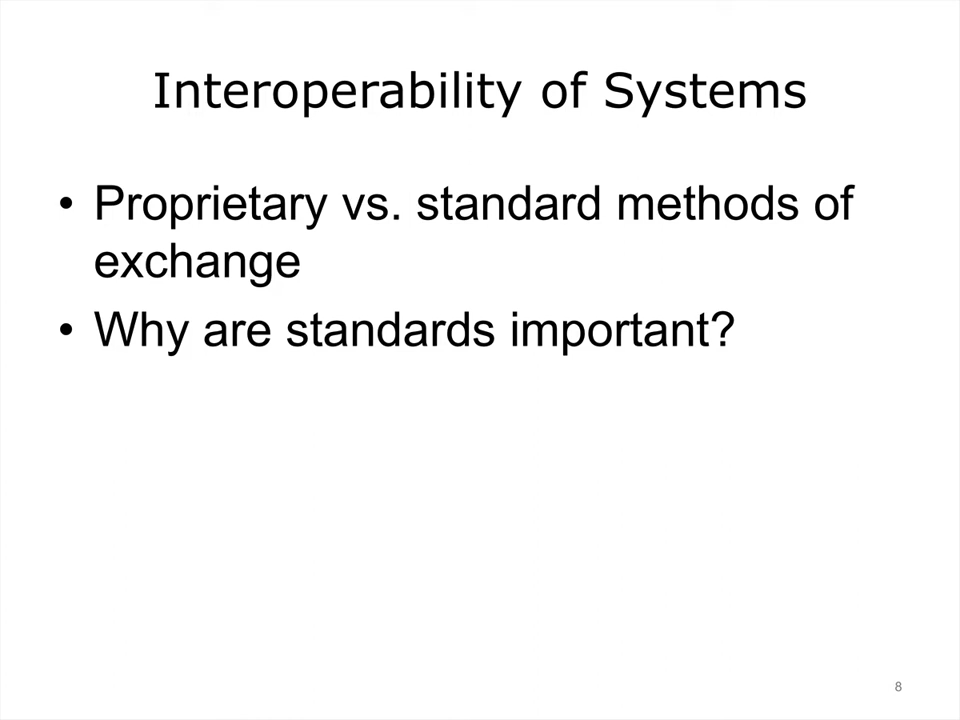 Interoperability of Systems
• Proprietary vs. standard methods of
exchange
• Why are standards important?
8